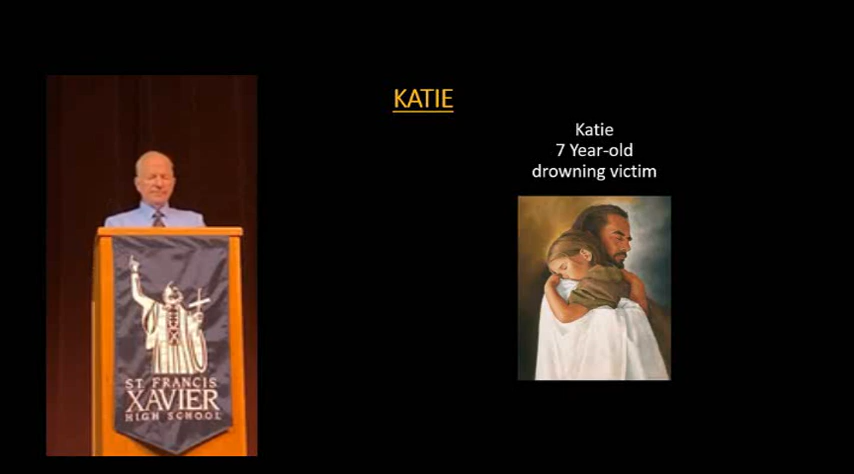 KATIE
Katie
7 Year-old
drowning victim
ST. FRANCIS
XAVIER
HIGH SCHOOL